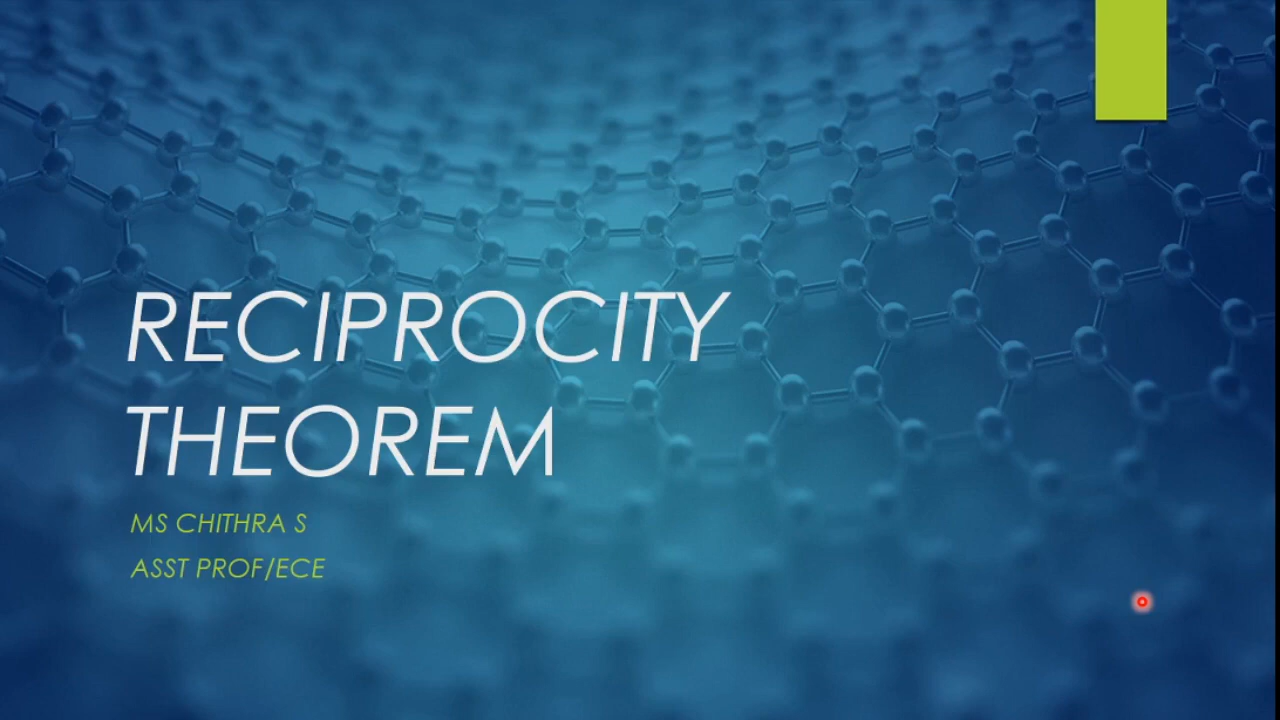 RECIPROCITY
THEOREM
MS CHITHRA S
ASST PROF/ECE